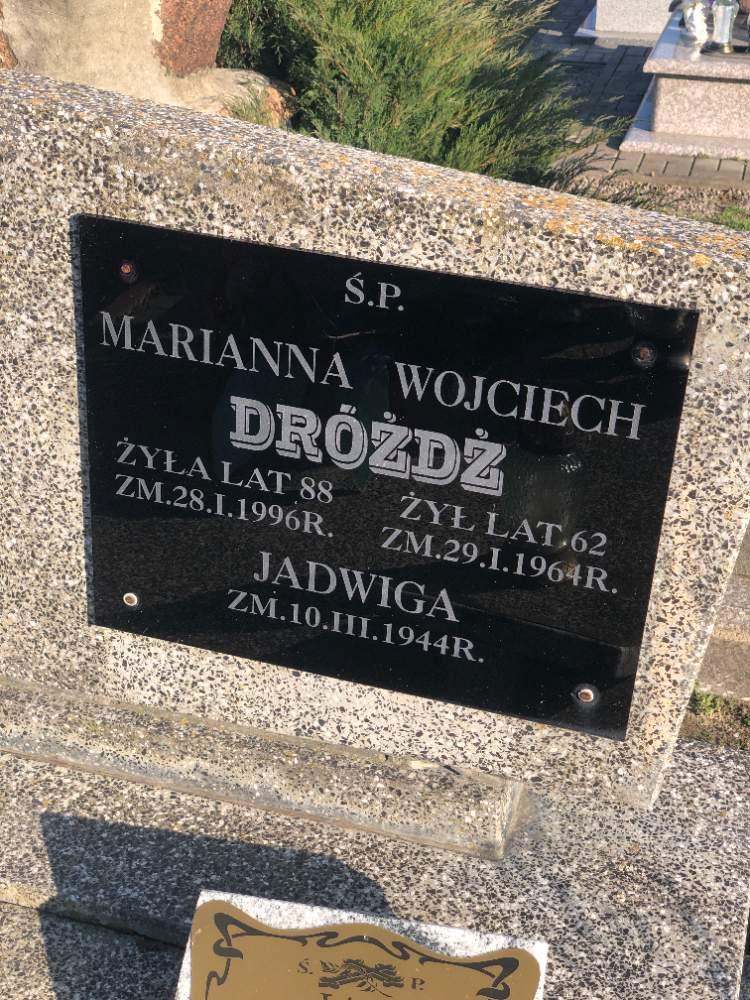 Ś.P.
MARIANNA WOJCIECH
DRÓŻDŻ
ŻYŁA LAT 88 ŻYŁ LAT 62
ZM.28.I.1996R. ZM.29.I.1964R.
JADWIGA
ZM.10.III.1944R.
Ś. P.